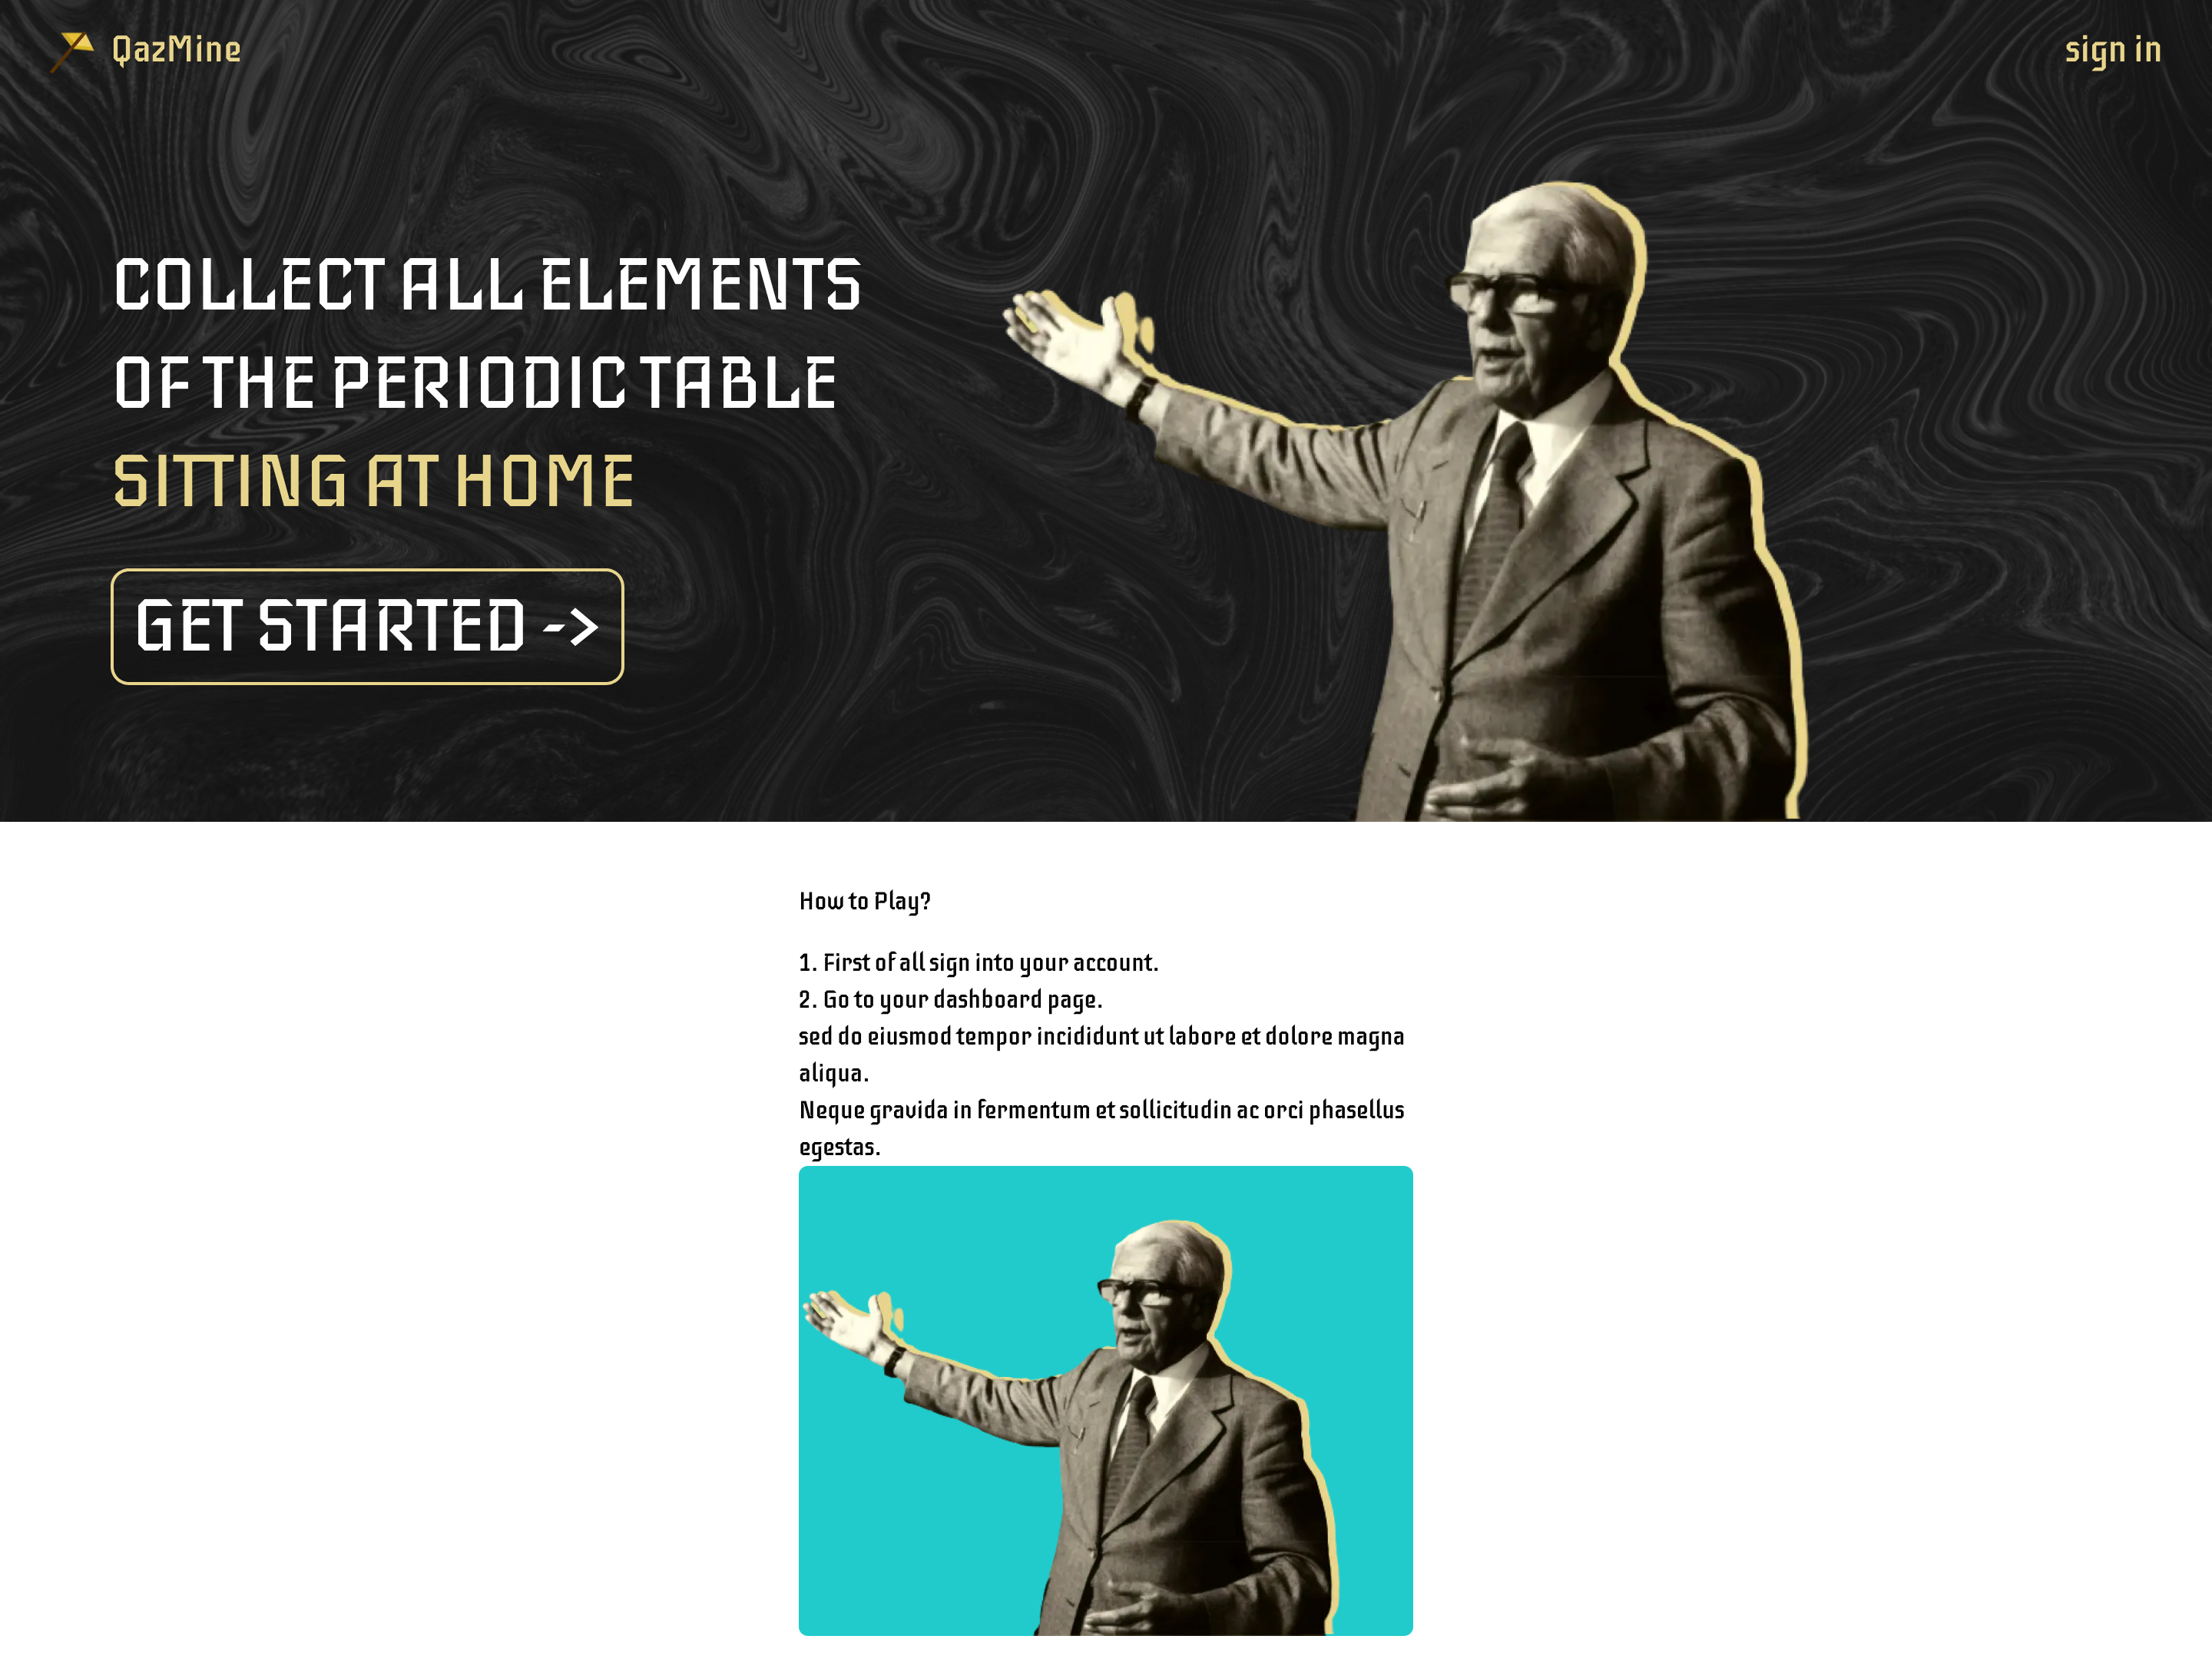 QazMine
sign in
COLLECT ALL ELEMENTS
OF THE PERIODIC TABLE
SITTING AT HOME
GET STARTED ->
How to Play?
1. First of all sign into your account.
2. Go to your dashboard page.
sed do eiusmod tempor incididunt ut labore et dolore magna
aliqua.
Neque gravida in fermentum et sollicitudin ac orci phasellus
egestas.